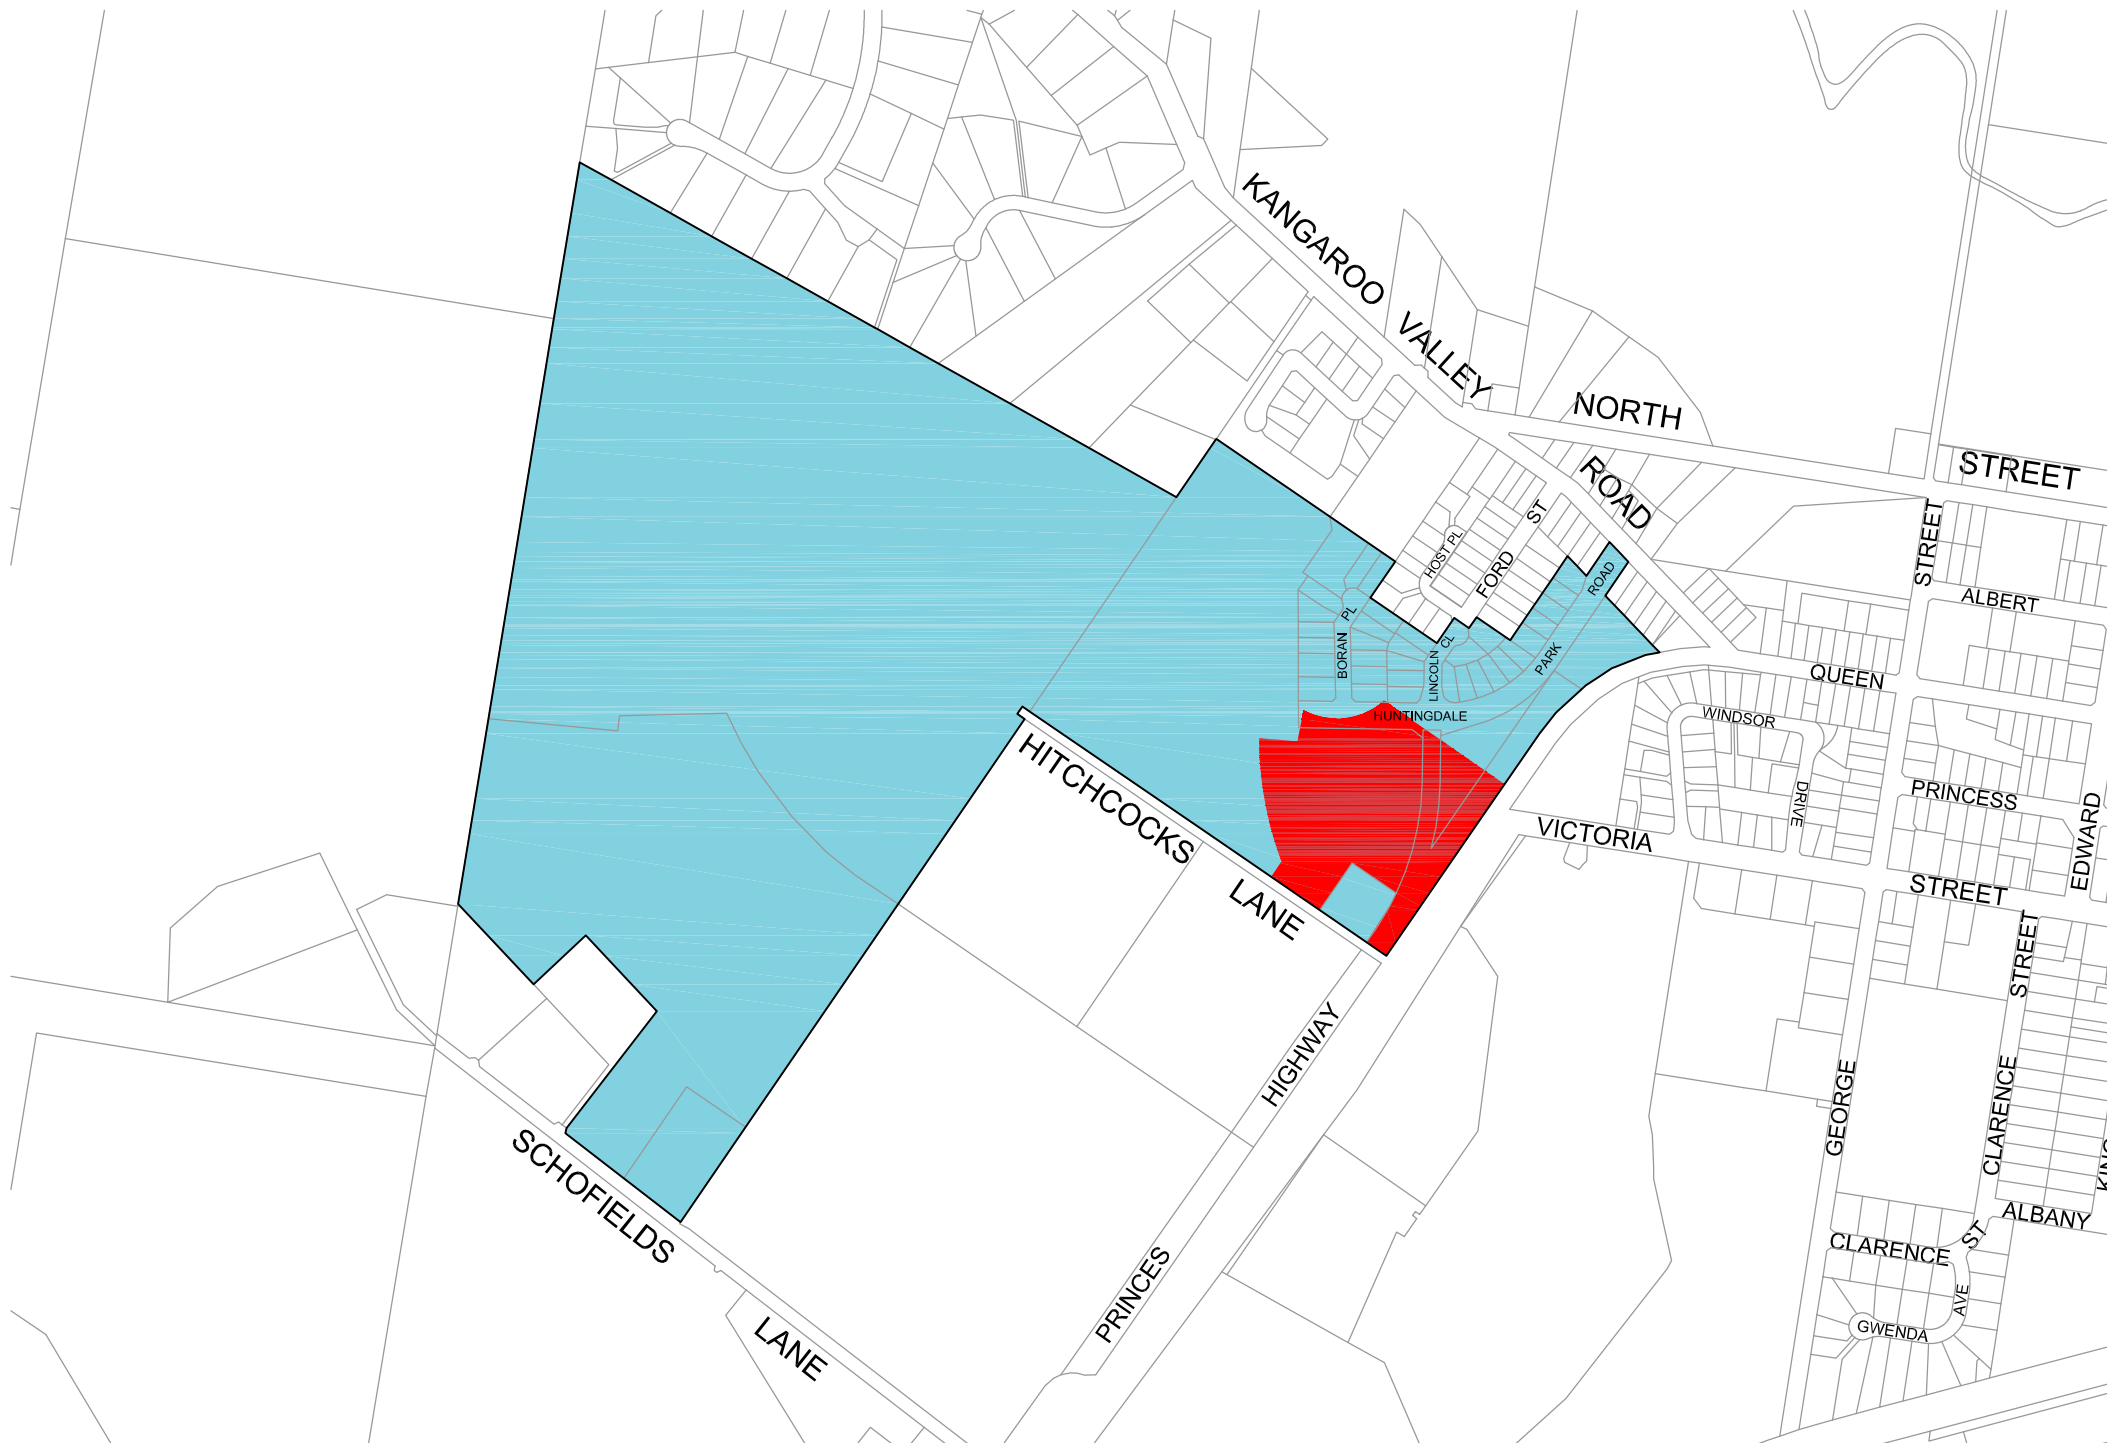 KANGAROO
VALLEY
ROAD
NORTH
STREET
STREET
ALBERT
HOST PL
FORD
ST
ROAD
PARK
PL
BORAN
LINCOLN
CL
HUNTINGDALE
QUEEN
WINDSOR
DRIVE
PRINCESS
EDWARD
VICTORIA
STREET
HITCHCOCKS
LANE
STREET
CLARENCE
GEORGE
HIGHWAY
PRINCES
SCHOFIELDS
LANE
ALBANY
CLARENCE
ST
AVE
GWENDA